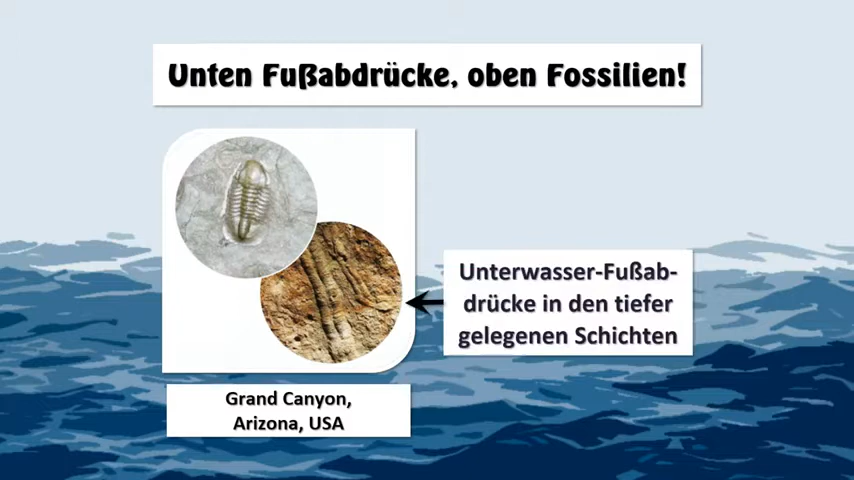 Unten Fußabdrücke, oben Fossilien!
Unterwasser-Fußab-
drücke in den tiefer
gelegenen Schichten
Grand Canyon,
Arizona, USA